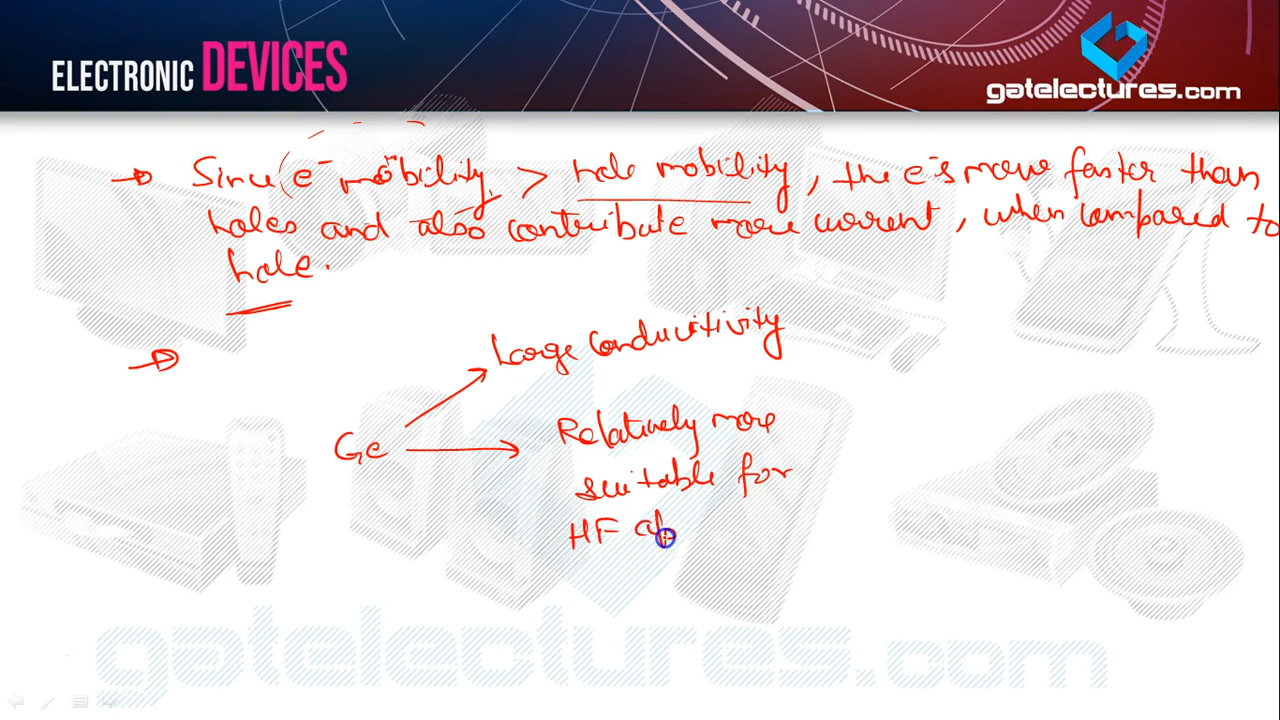 ELECTRONIC DEVICES
gatelectures.com
→ Since (e⁻ mobility > hole mobility, the e⁻s move faster than
holes and also contribute more current, when compared to
hole.
→
Large Conductivity
Ge → Relatively more
suitable for
HF ap
gatelectures.com